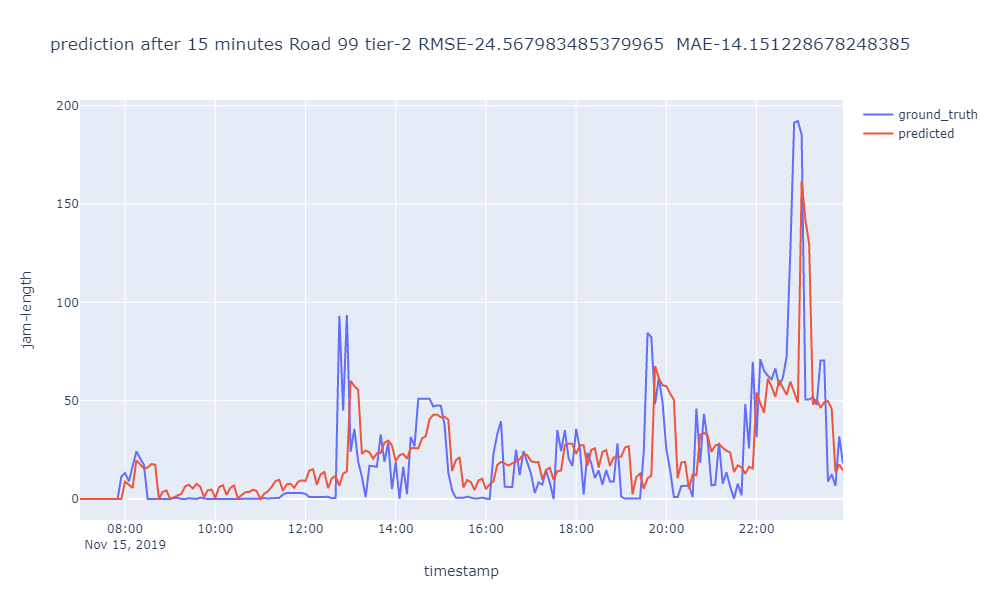 prediction after 15 minutes Road 99 tier-2 RMSE-24.567983485379965  MAE-14.151228678248385
ground_truth
predicted
200
150
100
50
0
jam-length
08:00 10:00 12:00 14:00 16:00 18:00 20:00 22:00
Nov 15, 2019
timestamp